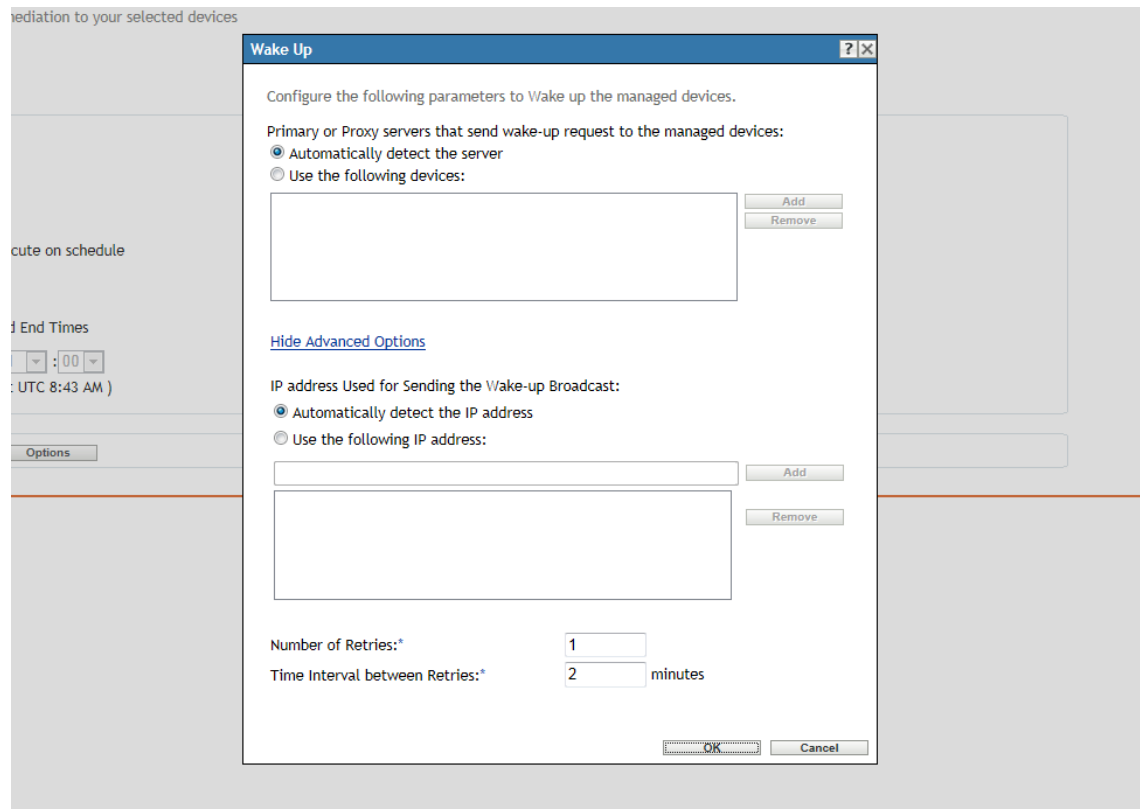 mediation to your selected devices
Wake Up
?
Configure the following parameters to Wake up the managed devices.
Primary or Proxy servers that send wake-up request to the managed devices:
Automatically detect the server
Use the following devices:
Add
Remove
cute on schedule
Hide Advanced Options
d End Times
: 00
: UTC 8:43 AM )
IP address Used for Sending the Wake-up Broadcast:
Automatically detect the IP address
Use the following IP address:
Options
Add
Remove
Number of Retries:* 1
Time Interval between Retries:* 2 minutes
OK Cancel